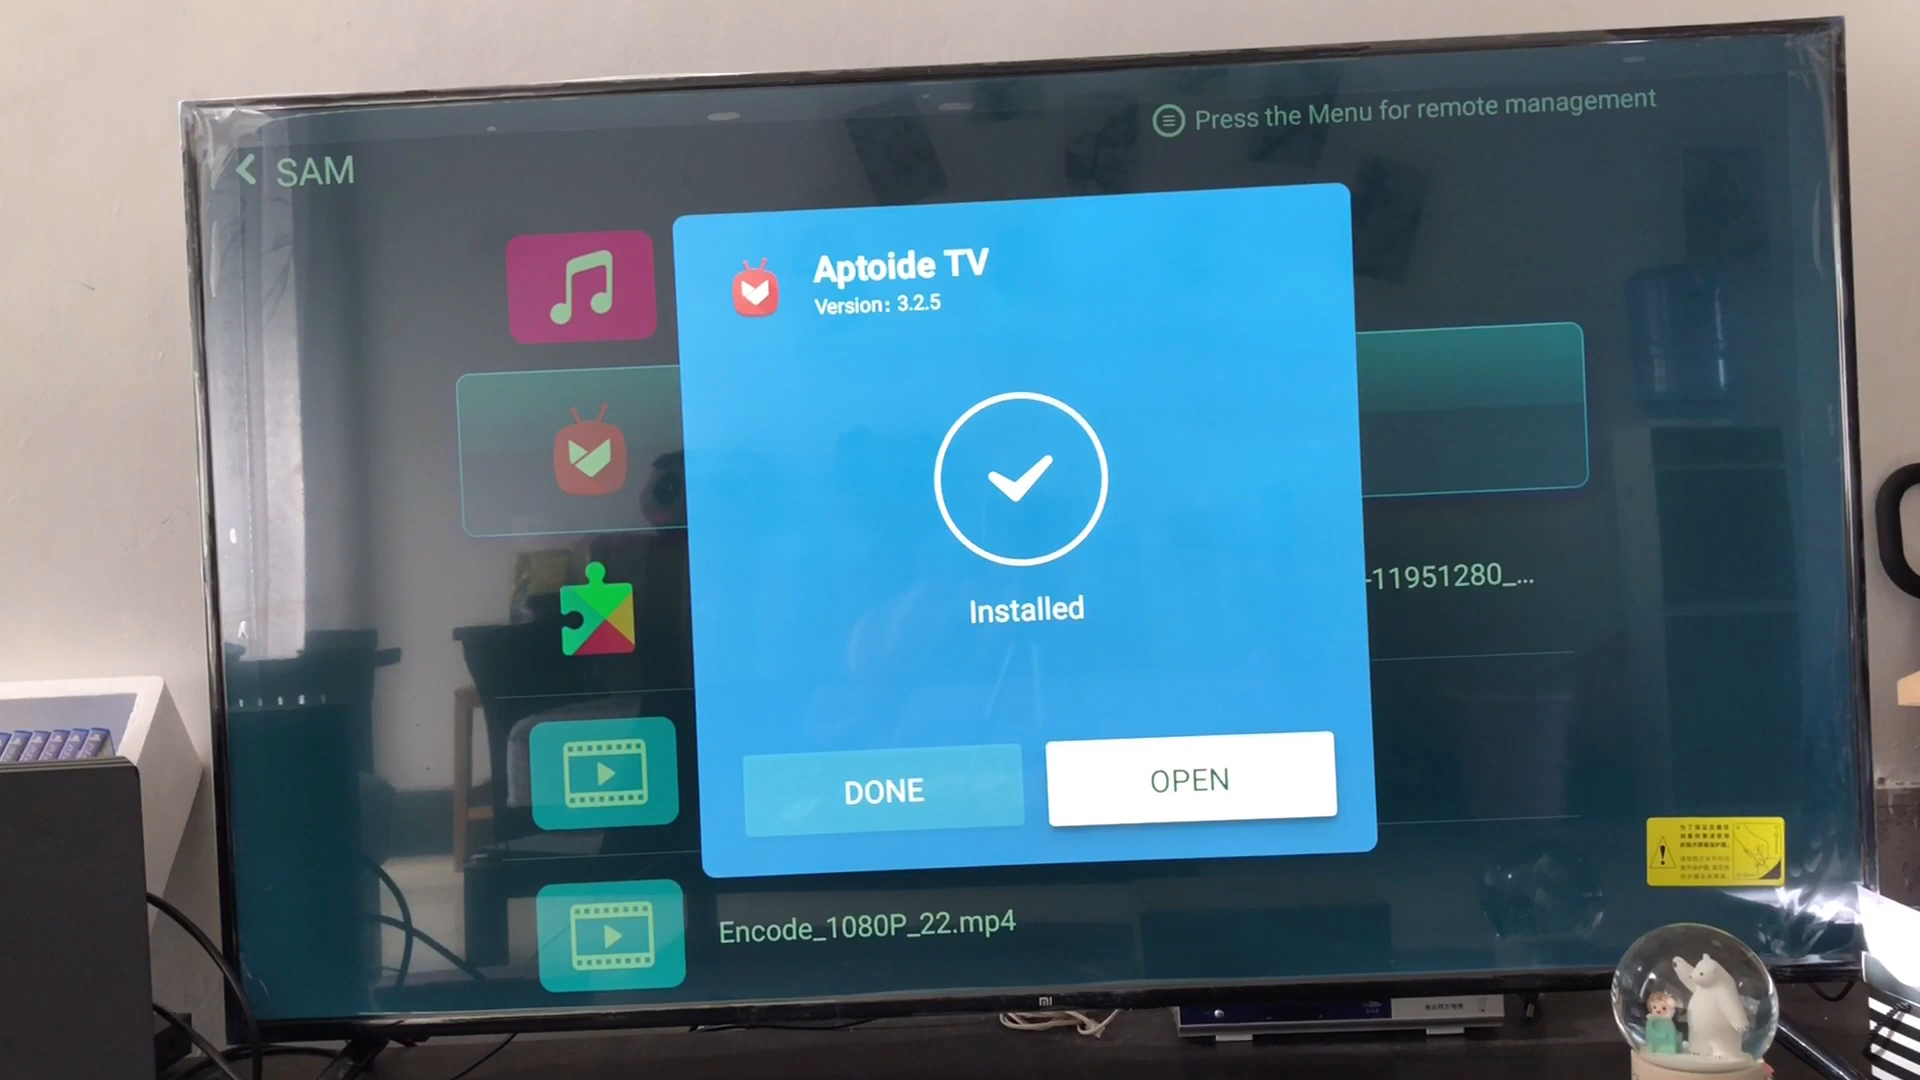 Press the Menu for remote management
SAM
Aptoide TV
Version: 3.2.5
-11951280_...
Installed
DONE
OPEN
Encode_1080P_22.mp4
mi